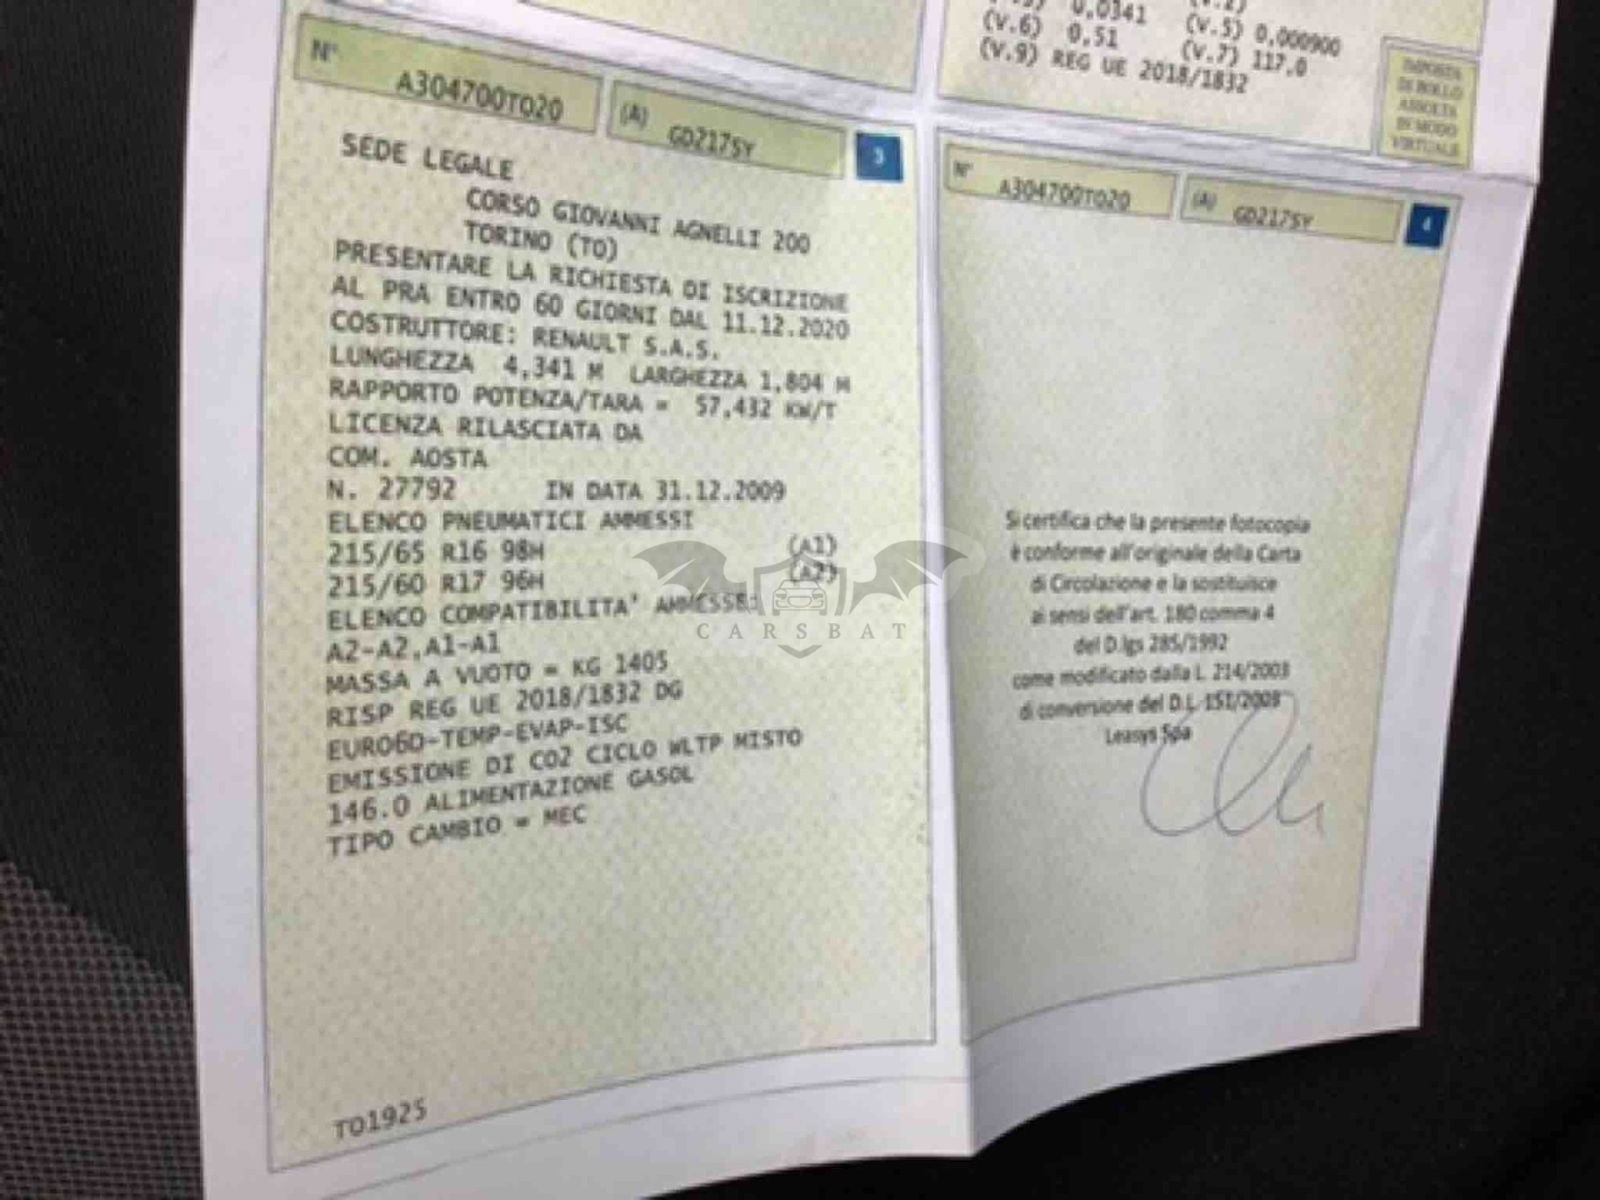 0,0341
(V.5) 0,000900
(V.6) 0,51
(V.7) 117.0
(V.9) REG UE 2018/1832
IMPOSTA
DI BOLLO
ASSOLTA
IN MODO
VIRTUALE
N°
A304700TO20
(A)
GD217SY
3
SEDE LEGALE
CORSO GIOVANNI AGNELLI 200
TORINO (TO)
PRESENTARE LA RICHIESTA DI ISCRIZIONE
AL PRA ENTRO 60 GIORNI DAL 11.12.2020
COSTRUTTORE: RENAULT S.A.S.
LUNGHEZZA 4,341 M LARGHEZZA 1,804 M
RAPPORTO POTENZA/TARA = 57,432 KW/T
LICENZA RILASCIATA DA
COM. AOSTA
N. 27792 IN DATA 31.12.2009
ELENCO PNEUMATICI AMMESSI
215/65 R16 98H (A1)
215/60 R17 96H (A2)
ELENCO COMPATIBILITA' AMMESSE:
A2-A2,A1-A1
MASSA A VUOTO = KG 1405
RISP REG UE 2018/1832 DG
EURO6D-TEMP-EVAP-ISC
EMISSIONE DI CO2 CICLO WLTP MISTO
146.0 ALIMENTAZIONE GASOL
TIPO CAMBIO = MEC
TO1925
N°
A304700TO20
(A)
GD217SY
4
Si certifica che la presente fotocopia
è conforme all'originale della Carta
di Circolazione e la sostituisce
ai sensi dell'art. 180 comma 4
del D.lgs 285/1992
come modificato dalla L. 214/2003
di conversione del D.L. 151/2003
Leasys Spa
CARSBAT